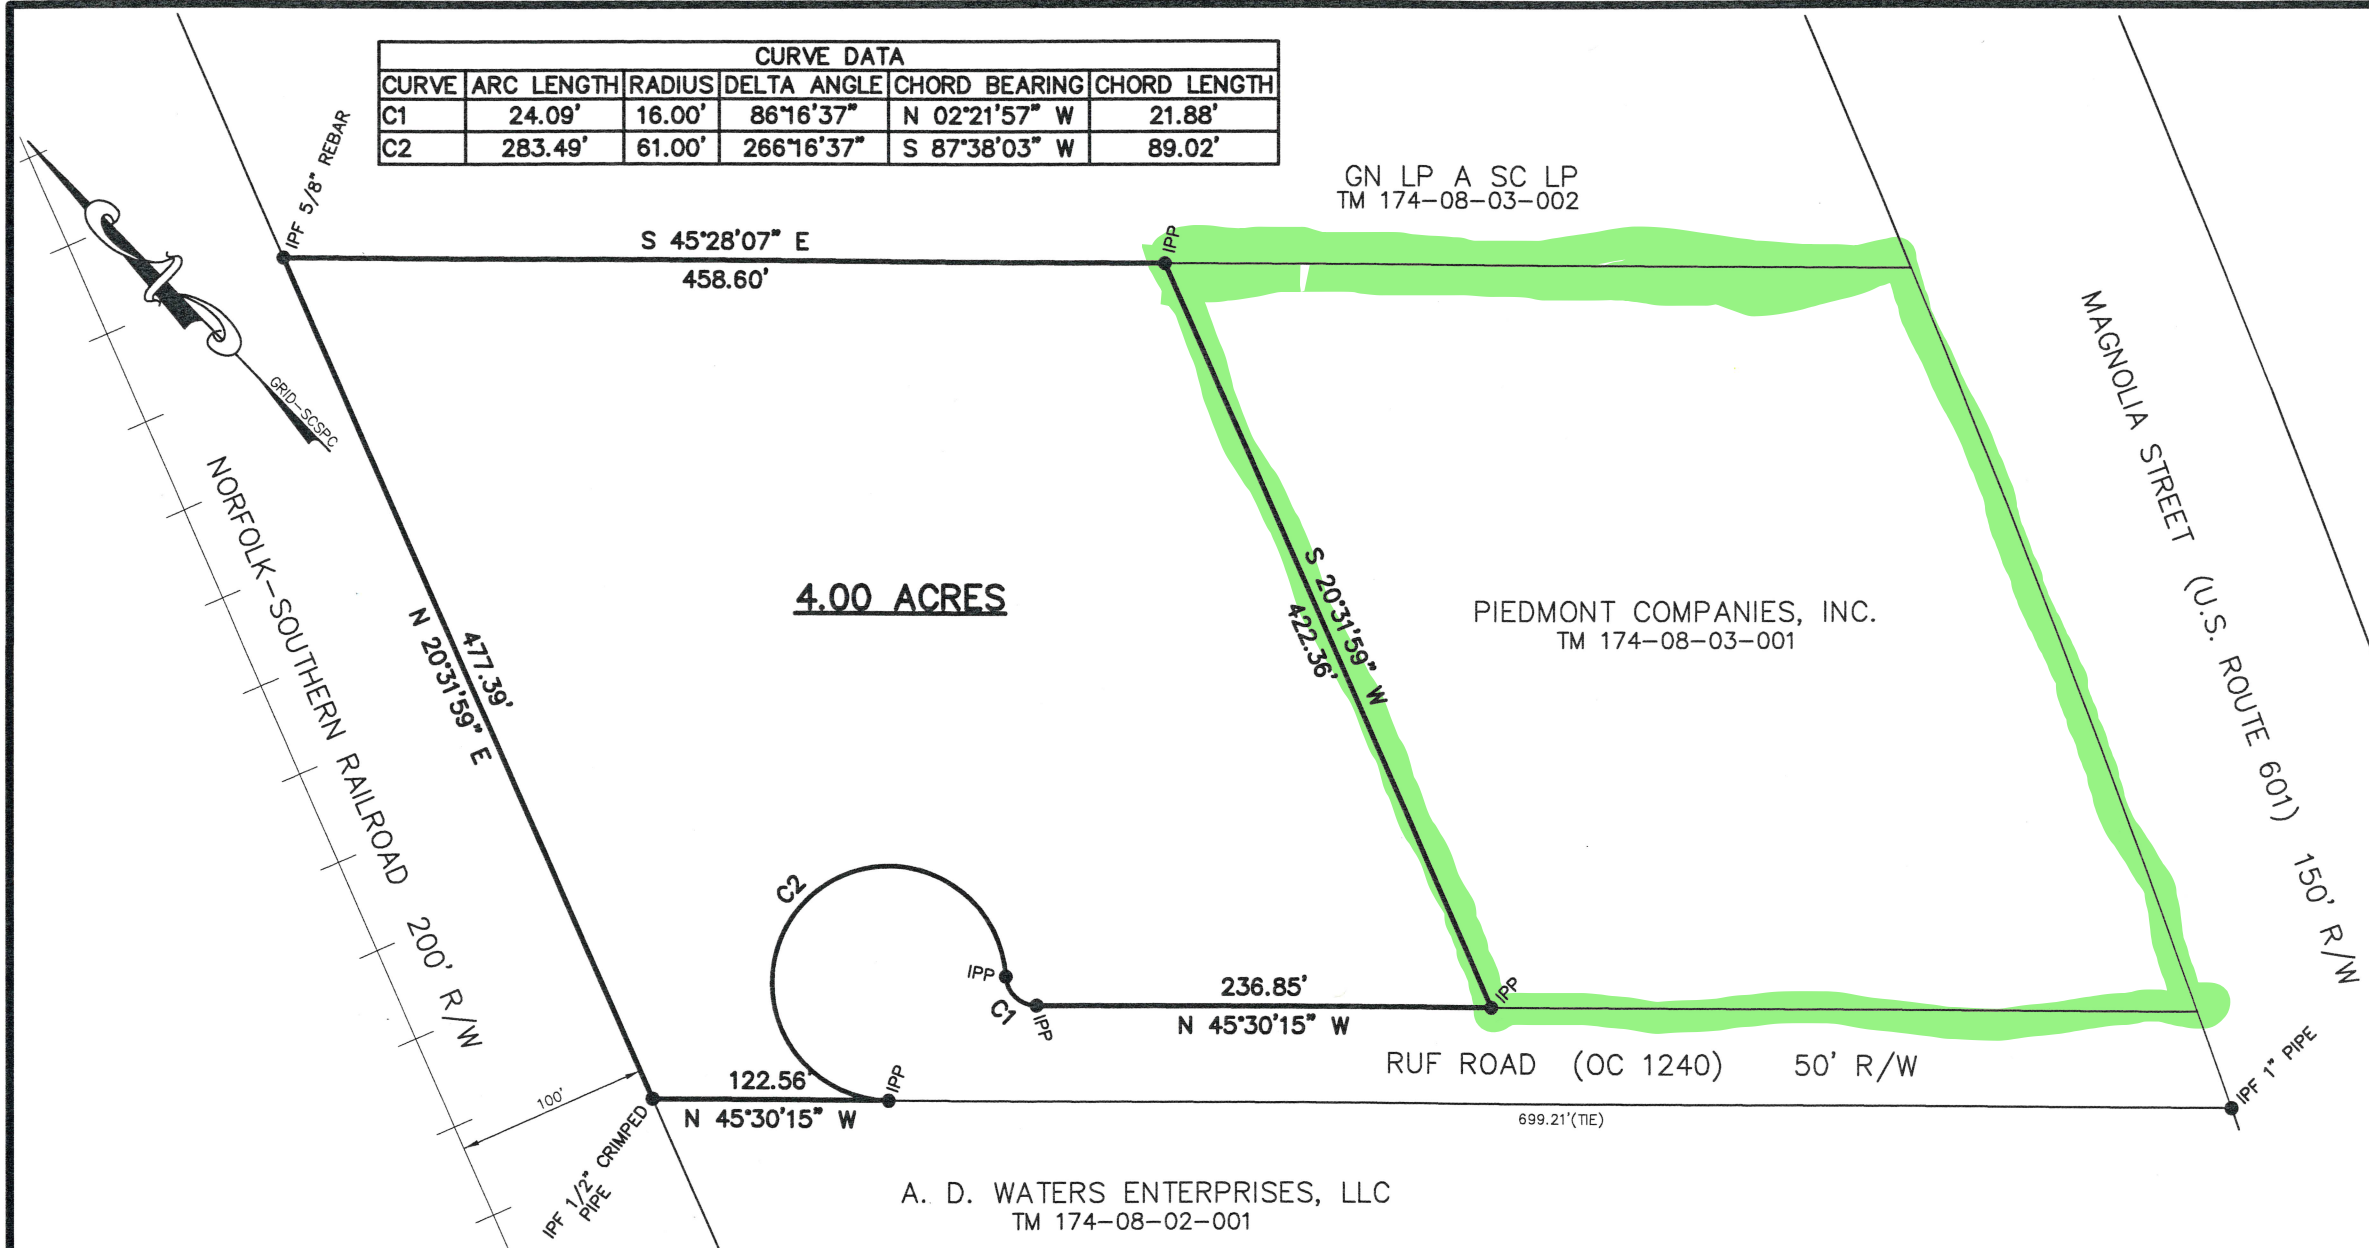 CURVE DATA
CURVE ARC LENGTH RADIUS DELTA ANGLE CHORD BEARING CHORD LENGTH
C1 24.09' 16.00' 86°16'37" N 02°21'57" W 21.88'
C2 283.49' 61.00' 266°16'37" S 87°38'03" W 89.02'
GN LP A SC LP
TM 174-08-03-002
IPF 5/8" REBAR
S 45°28'07" E
458.60'
IPP
GRID-SCSPC
MAGNOLIA STREET (U.S. ROUTE 601) 150' R/W
NORFOLK-SOUTHERN RAILROAD 200' R/W
477.39'
N 20°31'59" E
4.00 ACRES
S 20°31'59" W
422.36'
PIEDMONT COMPANIES, INC.
TM 174-08-03-001
C2
IPP
C1
IPP
236.85'
N 45°30'15" W
IPP
RUF ROAD (OC 1240) 50' R/W
IPF 1" PIPE
100'
122.56'
N 45°30'15" W
IPP
699.21'(TIE)
IPF 1/2" CRIMPED
PIPE
A. D. WATERS ENTERPRISES, LLC
TM 174-08-02-001